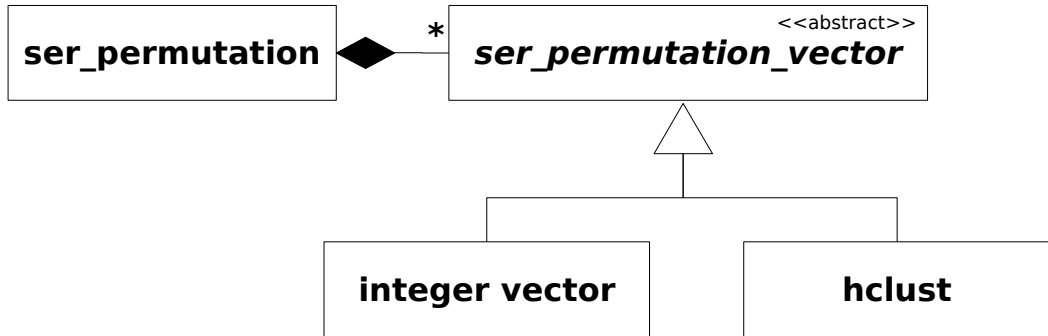 <<abstract>>
ser_permutation
*
ser_permutation_vector
integer vector
hclust